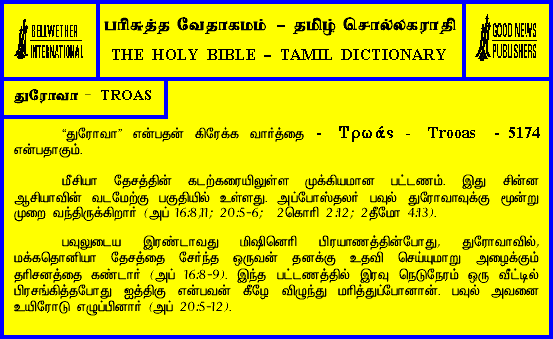 BELLWETHER
INTERNATIONAL
பரிசுத்த வேதாகமம் – தமிழ் சொல்லகராதி
THE HOLY BIBLE – TAMIL DICTIONARY
GOOD NEWS
PUBLISHERS
துரோவா – TROAS
“துரோவா” என்பதன் கிரேக்க வார்த்தை - Τρωάs - Trooas - 5174
என்பதாகும்.
மீசியா தேசத்தின் கடற்கரையிலுள்ள முக்கியமான பட்டணம். இது சின்ன
ஆசியாவின் வடமேற்கு பகுதியில் உள்ளது. அப்போஸ்தலர் பவுல் துரோவாவுக்கு மூன்று
முறை வந்திருக்கிறார் (அப் 16:8,11; 20:5-6; 2கொரி 2:12; 2தீமோ 4:13).
பவுலுடைய இரண்டாவது மிஷினெரி பிரயாணத்தின்போது, துரோவாவில்,
மக்கதொனியா தேசத்தை சேர்ந்த ஒருவன் தனக்கு உதவி செய்யுமாறு அழைக்கும்
தரிசனத்தை கண்டார் (அப் 16:8-9). இந்த பட்டணத்தில் இரவு நெடுநேரம் ஒரு வீட்டில்
பிரசங்கித்தபோது ஐத்திகு என்பவன் கீழே விழுந்து மரித்துப்போனான். பவுல் அவனை
உயிரோடு எழுப்பினார் (அப் 20:5-12).